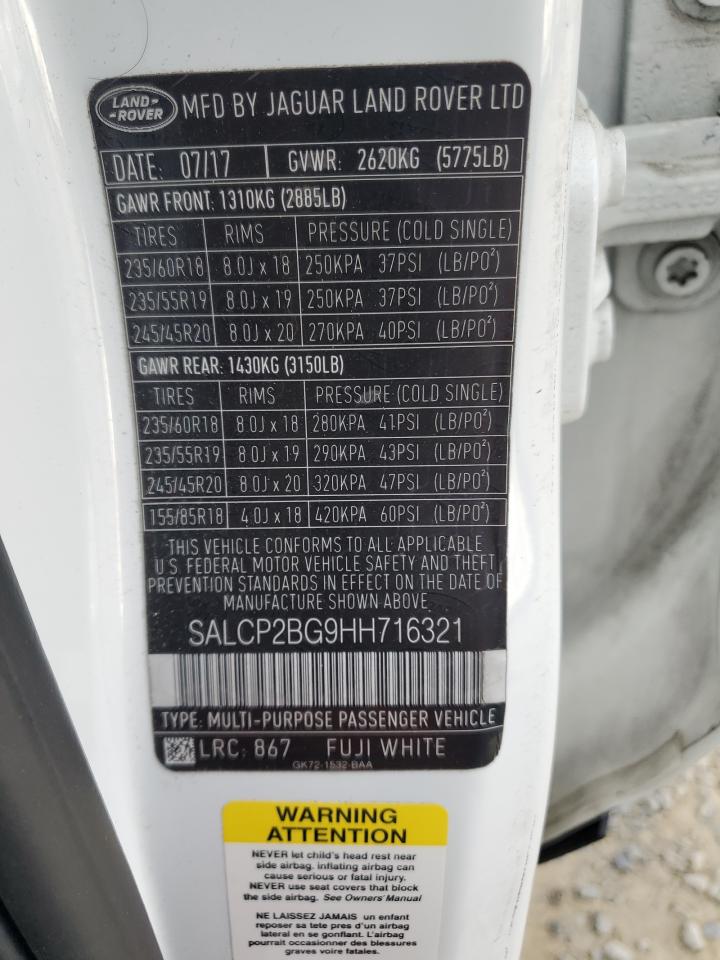 LAND-
-ROVER
MFD BY JAGUAR LAND ROVER LTD
DATE: 07/17 GVWR: 2620KG (5775LB)
GAWR FRONT: 1310KG (2885LB)
TIRES RIMS PRESSURE (COLD SINGLE)
235/60R18 8.0J x 18 250KPA 37PSI (LB/PO²)
235/55R19 8.0J x 19 250KPA 37PSI (LB/PO²)
245/45R20 8.0J x 20 270KPA 40PSI (LB/PO²)
GAWR REAR: 1430KG (3150LB)
TIRES RIMS PRESSURE (COLD SINGLE)
235/60R18 8.0J x 18 280KPA 41PSI (LB/PO²)
235/55R19 8.0J x 19 290KPA 43PSI (LB/PO²)
245/45R20 8.0J x 20 320KPA 47PSI (LB/PO²)
155/85R18 4.0J x 18 420KPA 60PSI (LB/PO²)
THIS VEHICLE CONFORMS TO ALL APPLICABLE
U.S. FEDERAL MOTOR VEHICLE SAFETY AND THEFT
PREVENTION STANDARDS IN EFFECT ON THE DATE OF
MANUFACTURE SHOWN ABOVE.
SALCP2BG9HH716321
TYPE: MULTI-PURPOSE PASSENGER VEHICLE
LRC: 867 FUJI WHITE
GK72-1532-BAA
WARNING
ATTENTION
NEVER let child's head rest near
side airbag, inflating airbag can
cause serious or fatal injury.
NEVER use seat covers that block
the side airbag. See Owners Manual
NE LAISSEZ JAMAIS un enfant
reposer sa tete pres d'un airbag
lateral en se gonflant. L'airbag
pourrait occasionner des blessures
graves voire fatales.